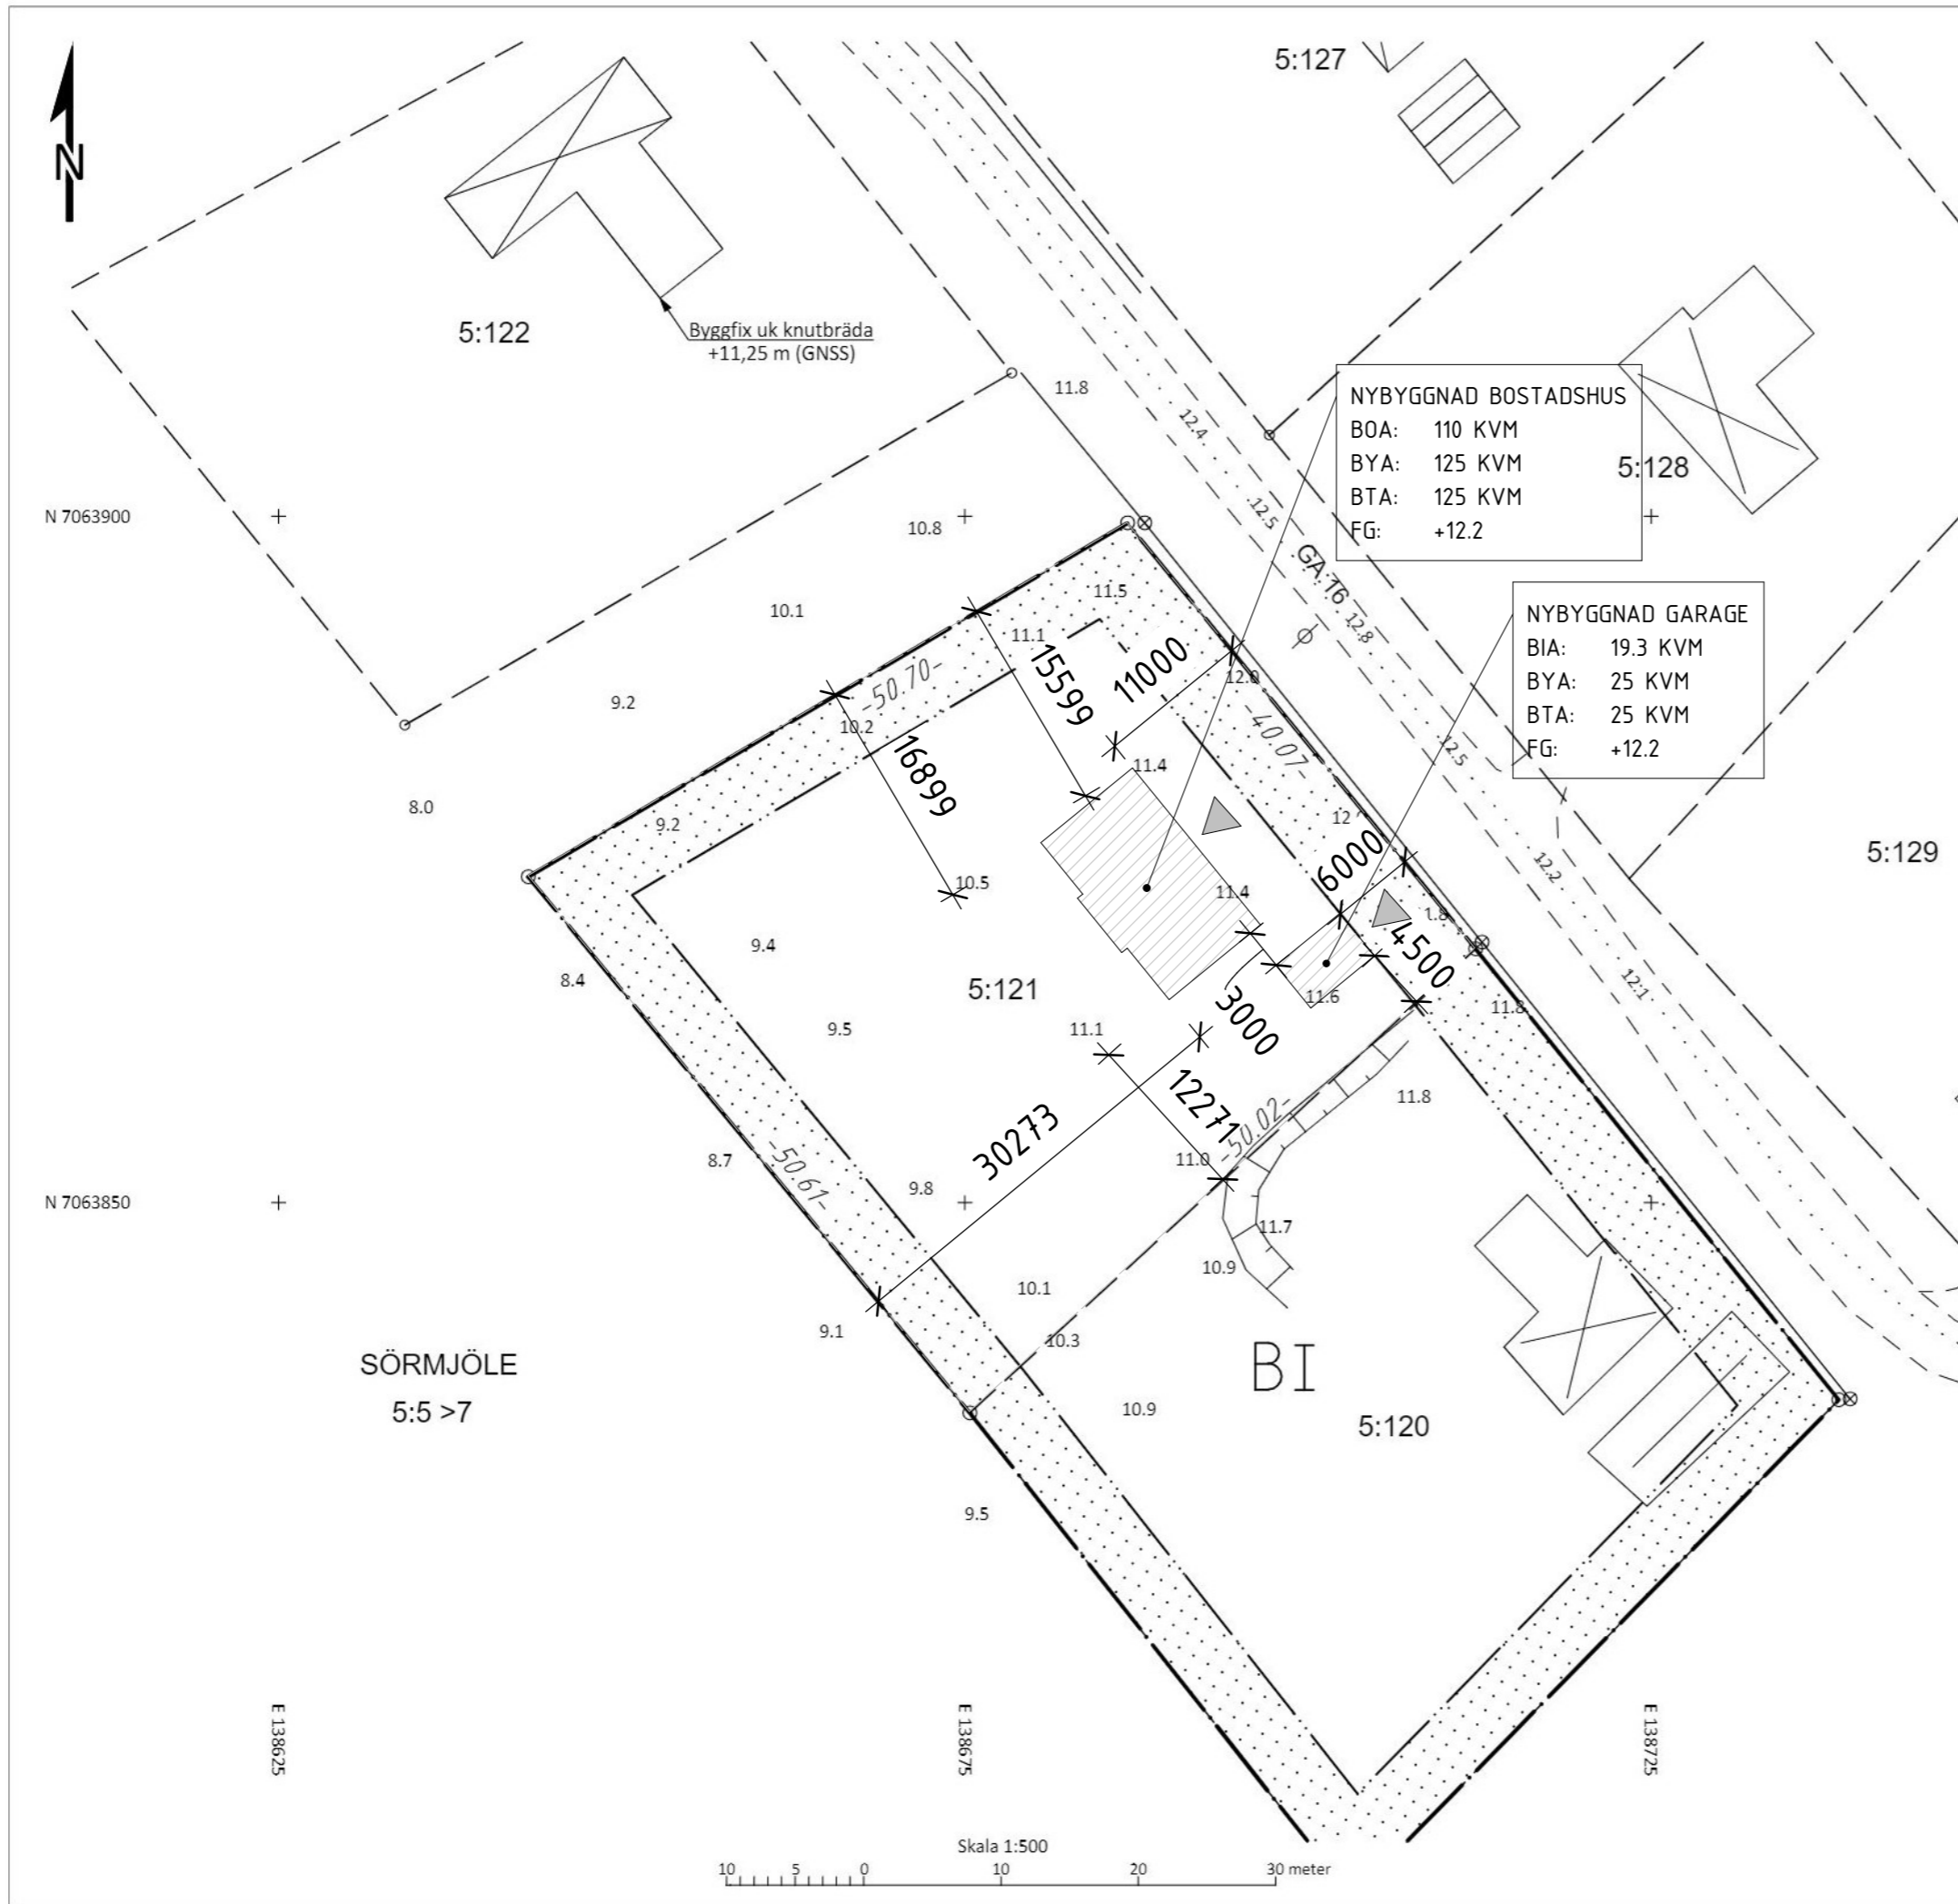 N
5:127
5:122
Byggfix uk knutbräda
+11,25 m (GNSS)
11.8
12.4
NYBYGGNAD BOSTADSHUS
BOA: 110 KVM
BYA: 125 KVM
BTA: 125 KVM
FG: +12.2
5:128
N 7063900
10.8
12.5
GA:16
12.8
10.1
11.5
11.1
NYBYGGNAD GARAGE
BIA: 19.3 KVM
BYA: 25 KVM
BTA: 25 KVM
FG: +12.2
-50.70-
15599
11000
12.0
9.2
10.2
16899
-40.07-
12.5
11.4
8.0
9.2
12
6000
12.2
5:129
10.5
11.4
1.8
9.4
4500
8.4
5:121
11.6
11.8
12.1
9.5
11.1
3000
12271
-50.02-
11.8
30273
8.7
-50.61-
11.0
9.8
N 7063850
11.7
10.9
10.1
9.1
10.3
SÖRMJÖLE
5:5 >7
BI
10.9
5:120
9.5
E 138625
E 138675
E 138725
Skala 1:500
10 5 0 10 20 30 meter